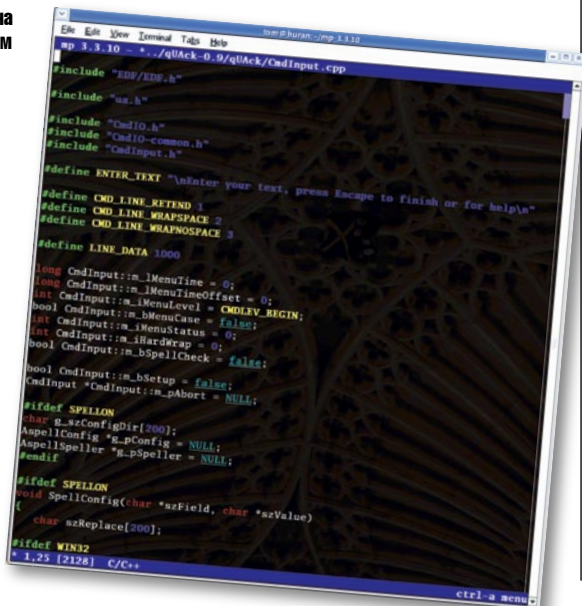 File Edit View Terminal Tabs Help
mp 3.3.10 - *../qUAck-0.9/qUAck/CmdInput.cpp
#include "EDF/EDF.h"
#include "ua.h"
#include "CmdIO.h"
#include "CmdIO-common.h"
#include "CmdInput.h"
#define ENTER_TEXT "\nEnter your text, press Escape to finish or for help\n"
#define CMD_LINE_RETEND 1
#define CMD_LINE_WRAPSPACE 2
#define CMD_LINE_WRAPNOSPACE 3
#define LINE_DATA 1000
long CmdInput::m_lMenuTime = 0;
long CmdInput::m_lMenuTimeOffset = 0;
int CmdInput::m_iMenuLevel = CMDLEV_BEGIN;
bool CmdInput::m_bMenuCase = false;
int CmdInput::m_iMenuStatus = 0;
int CmdInput::m_iHardWrap = 0;
bool CmdInput::m_bSpellCheck = false;
bool CmdInput::m_bSetup = false;
CmdInput *CmdInput::m_pAbort = NULL;
#ifdef SPELLON
char g_szConfigDir[200];
AspellConfig *g_pConfig = NULL;
AspellSpeller *g_pSpeller = NULL;
#endif
#ifdef SPELLON
void SpellConfig(char *szField, char *szValue)
{
char szReplace[200];
#ifdef WIN32
* 1,25 [2128] C/C++ ctrl-a menu